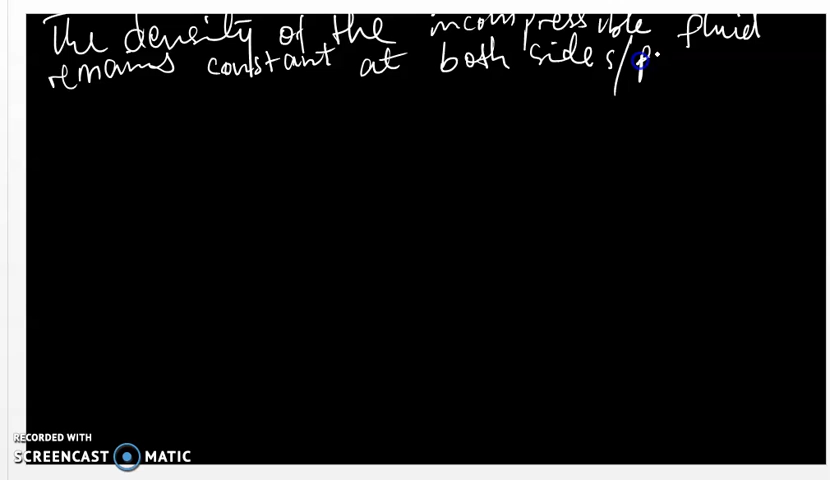 The density of the incompressible fluid
remains constant at both sides/p.
RECORDED WITH
SCREENCAST MATIC